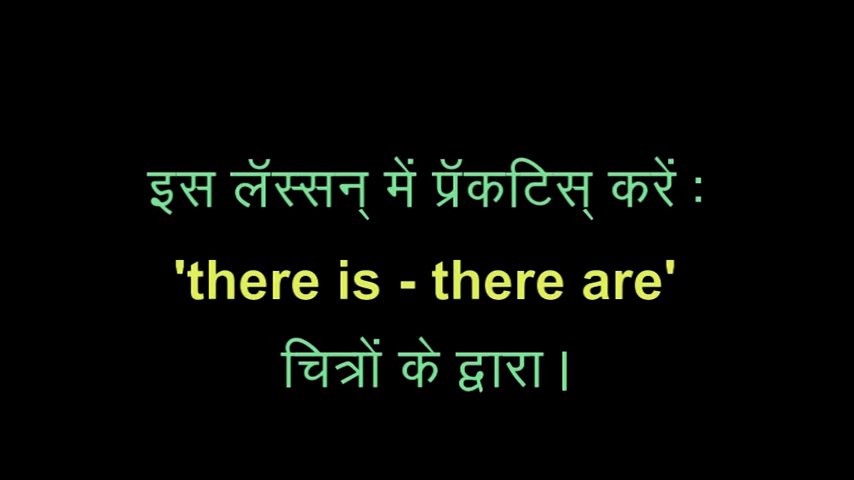 इस लॅस्सन् में प्रॅकटिस् करें :
'there is - there are'
चित्रों के द्वारा।